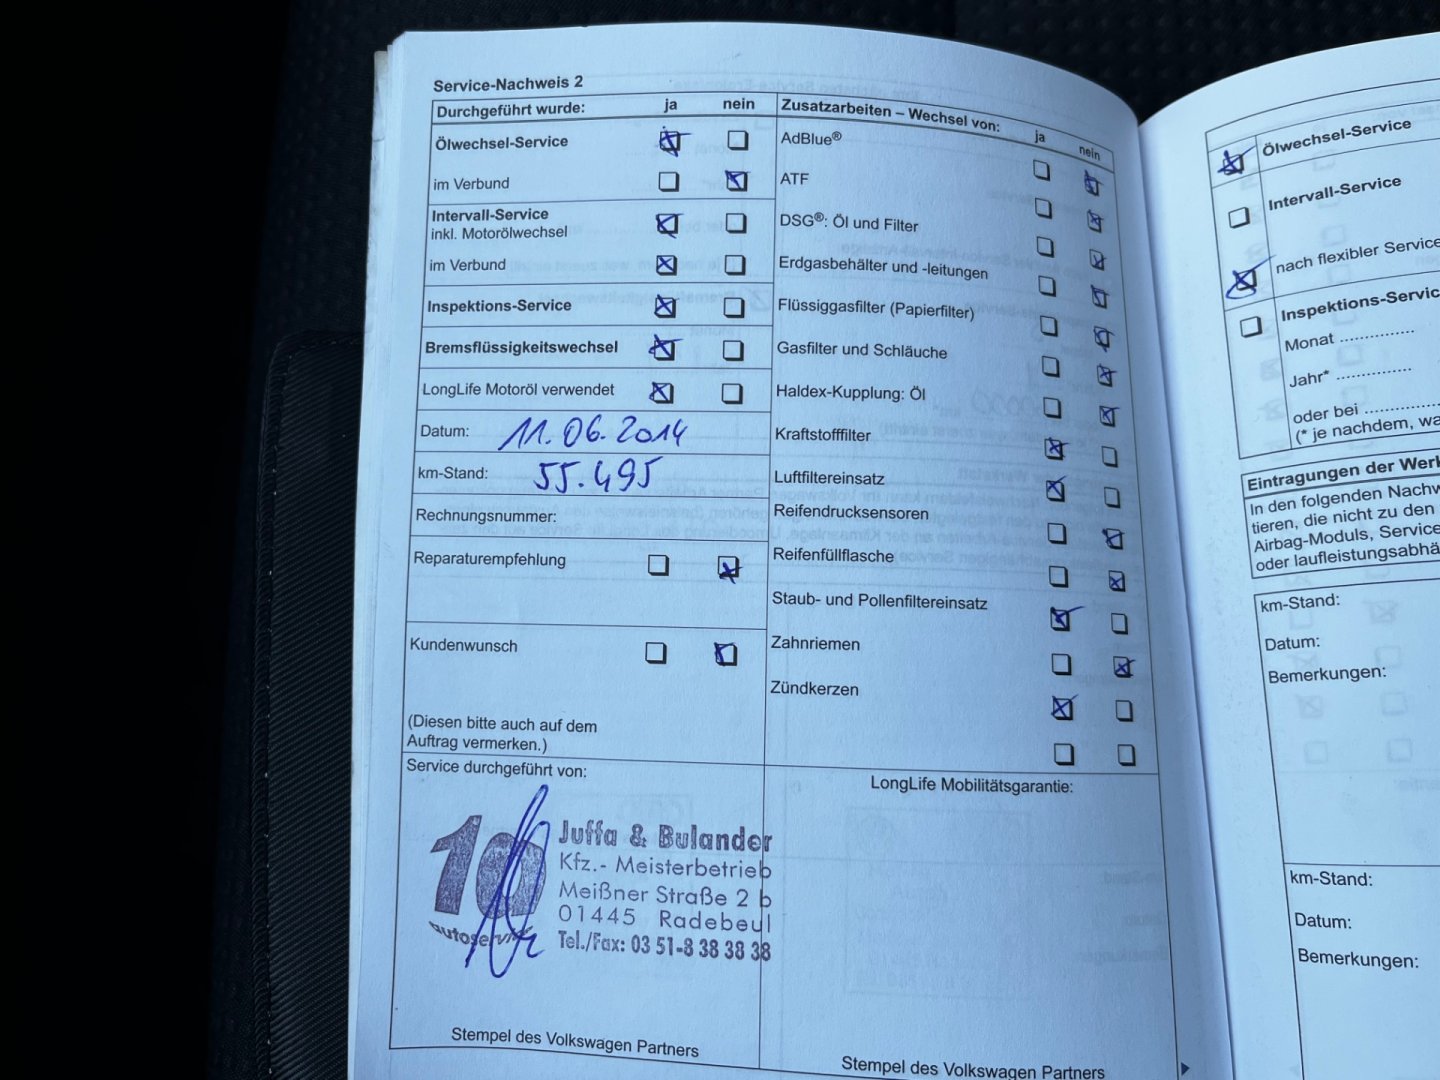 Service-Nachweis 2
Durchgeführt wurde: ja nein
Ölwechsel-Service
im Verbund
Intervall-Service
inkl. Motorölwechsel
im Verbund
Inspektions-Service
Bremsflüssigkeitswechsel
LongLife Motoröl verwendet
Datum: 11.06.2014
km-Stand: 55.495
Rechnungsnummer:
Reparaturempfehlung
Kundenwunsch
(Diesen bitte auch auf dem
Auftrag vermerken.)
Service durchgeführt von:
10
autoservice
Juffa & Bulander
Kfz.- Meisterbetrieb
Meißner Straße 2 b
01445 Radebeul
Tel./Fax: 03 51-8 38 38 38
Stempel des Volkswagen Partners
Zusatzarbeiten – Wechsel von: ja nein
AdBlue®
ATF
DSG®: Öl und Filter
Erdgasbehälter und -leitungen
Flüssiggasfilter (Papierfilter)
Gasfilter und Schläuche
Haldex-Kupplung: Öl
Kraftstofffilter
Luftfiltereinsatz
Reifendrucksensoren
Reifenfüllflasche
Staub- und Pollenfiltereinsatz
Zahnriemen
Zündkerzen
LongLife Mobilitätsgarantie:
Stempel des Volkswagen Partners
Ölwechsel-Service
Intervall-Service
nach flexibler Service
Inspektions-Servic
Monat ...............
Jahr* ...............
oder bei ...............
(* je nachdem, wa
Eintragungen der Werk
In den folgenden Nachw
tieren, die nicht zu den
Airbag-Moduls, Service
oder laufleistungsabhä
km-Stand:
Datum:
Bemerkungen:
km-Stand:
Datum:
Bemerkungen: